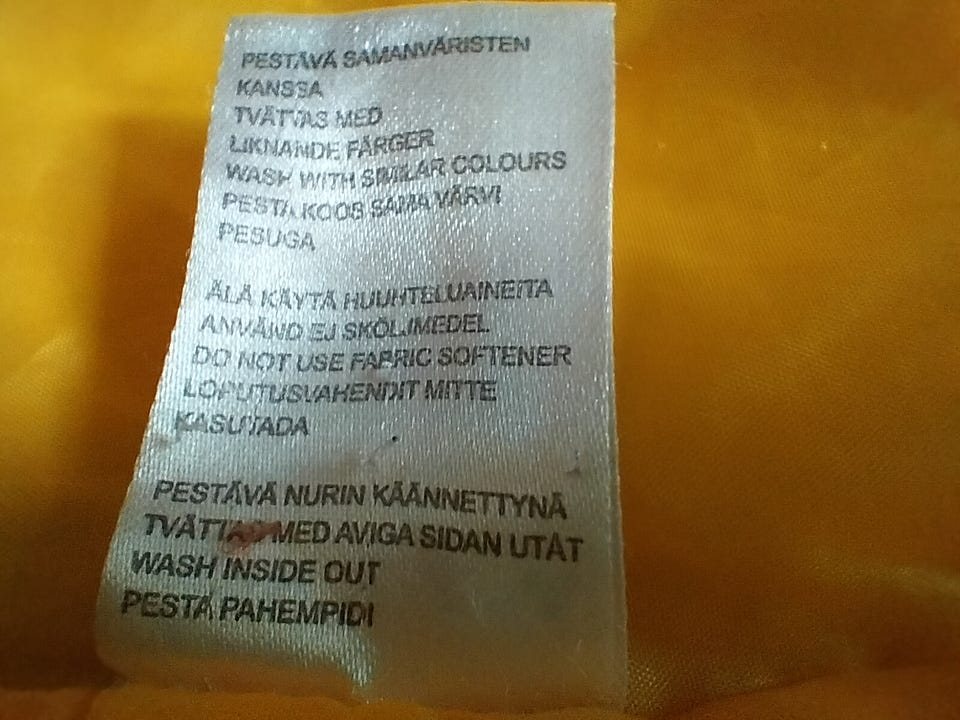 PESTÄVÄ SAMANVÄRISTEN
KANSSA
TVÄTTAS MED
LIKNANDE FÄRGER
WASH WITH SIMILAR COLOURS
PESTA KOOS SAMA VÄRVI
PESUGA
ÄLÄ KÄYTÄ HUUHTELUAINEITA
ANVÄND EJ SKÖLJMEDEL
DO NOT USE FABRIC SOFTENER
LOPUTUSVAHENDIT MITTE
KASUTADA
PESTÄVÄ NURIN KÄÄNNETTYNÄ
TVÄTTAS MED AVIGA SIDAN UTÅT
WASH INSIDE OUT
PESTA PAHEMPIDI